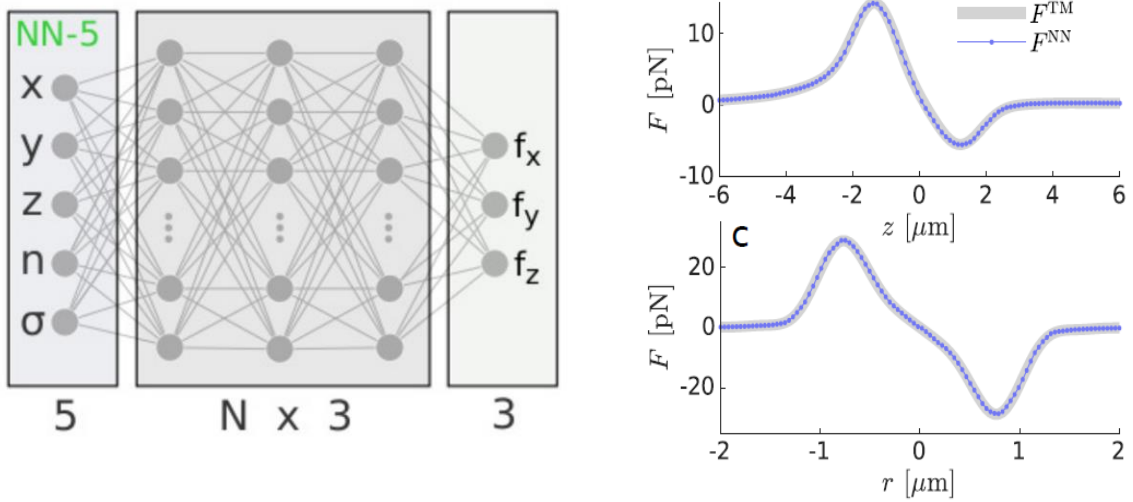 NN-5
x
y
z
n
σ
f_x
f_y
f_z
5
N x 3
3
F^TM
F^NN
10
0
-10
F [pN]
-6 -4 -2 0 2 4 6
z [μm]
C
20
0
-20
F [pN]
-2 -1 0 1 2
r [μm]